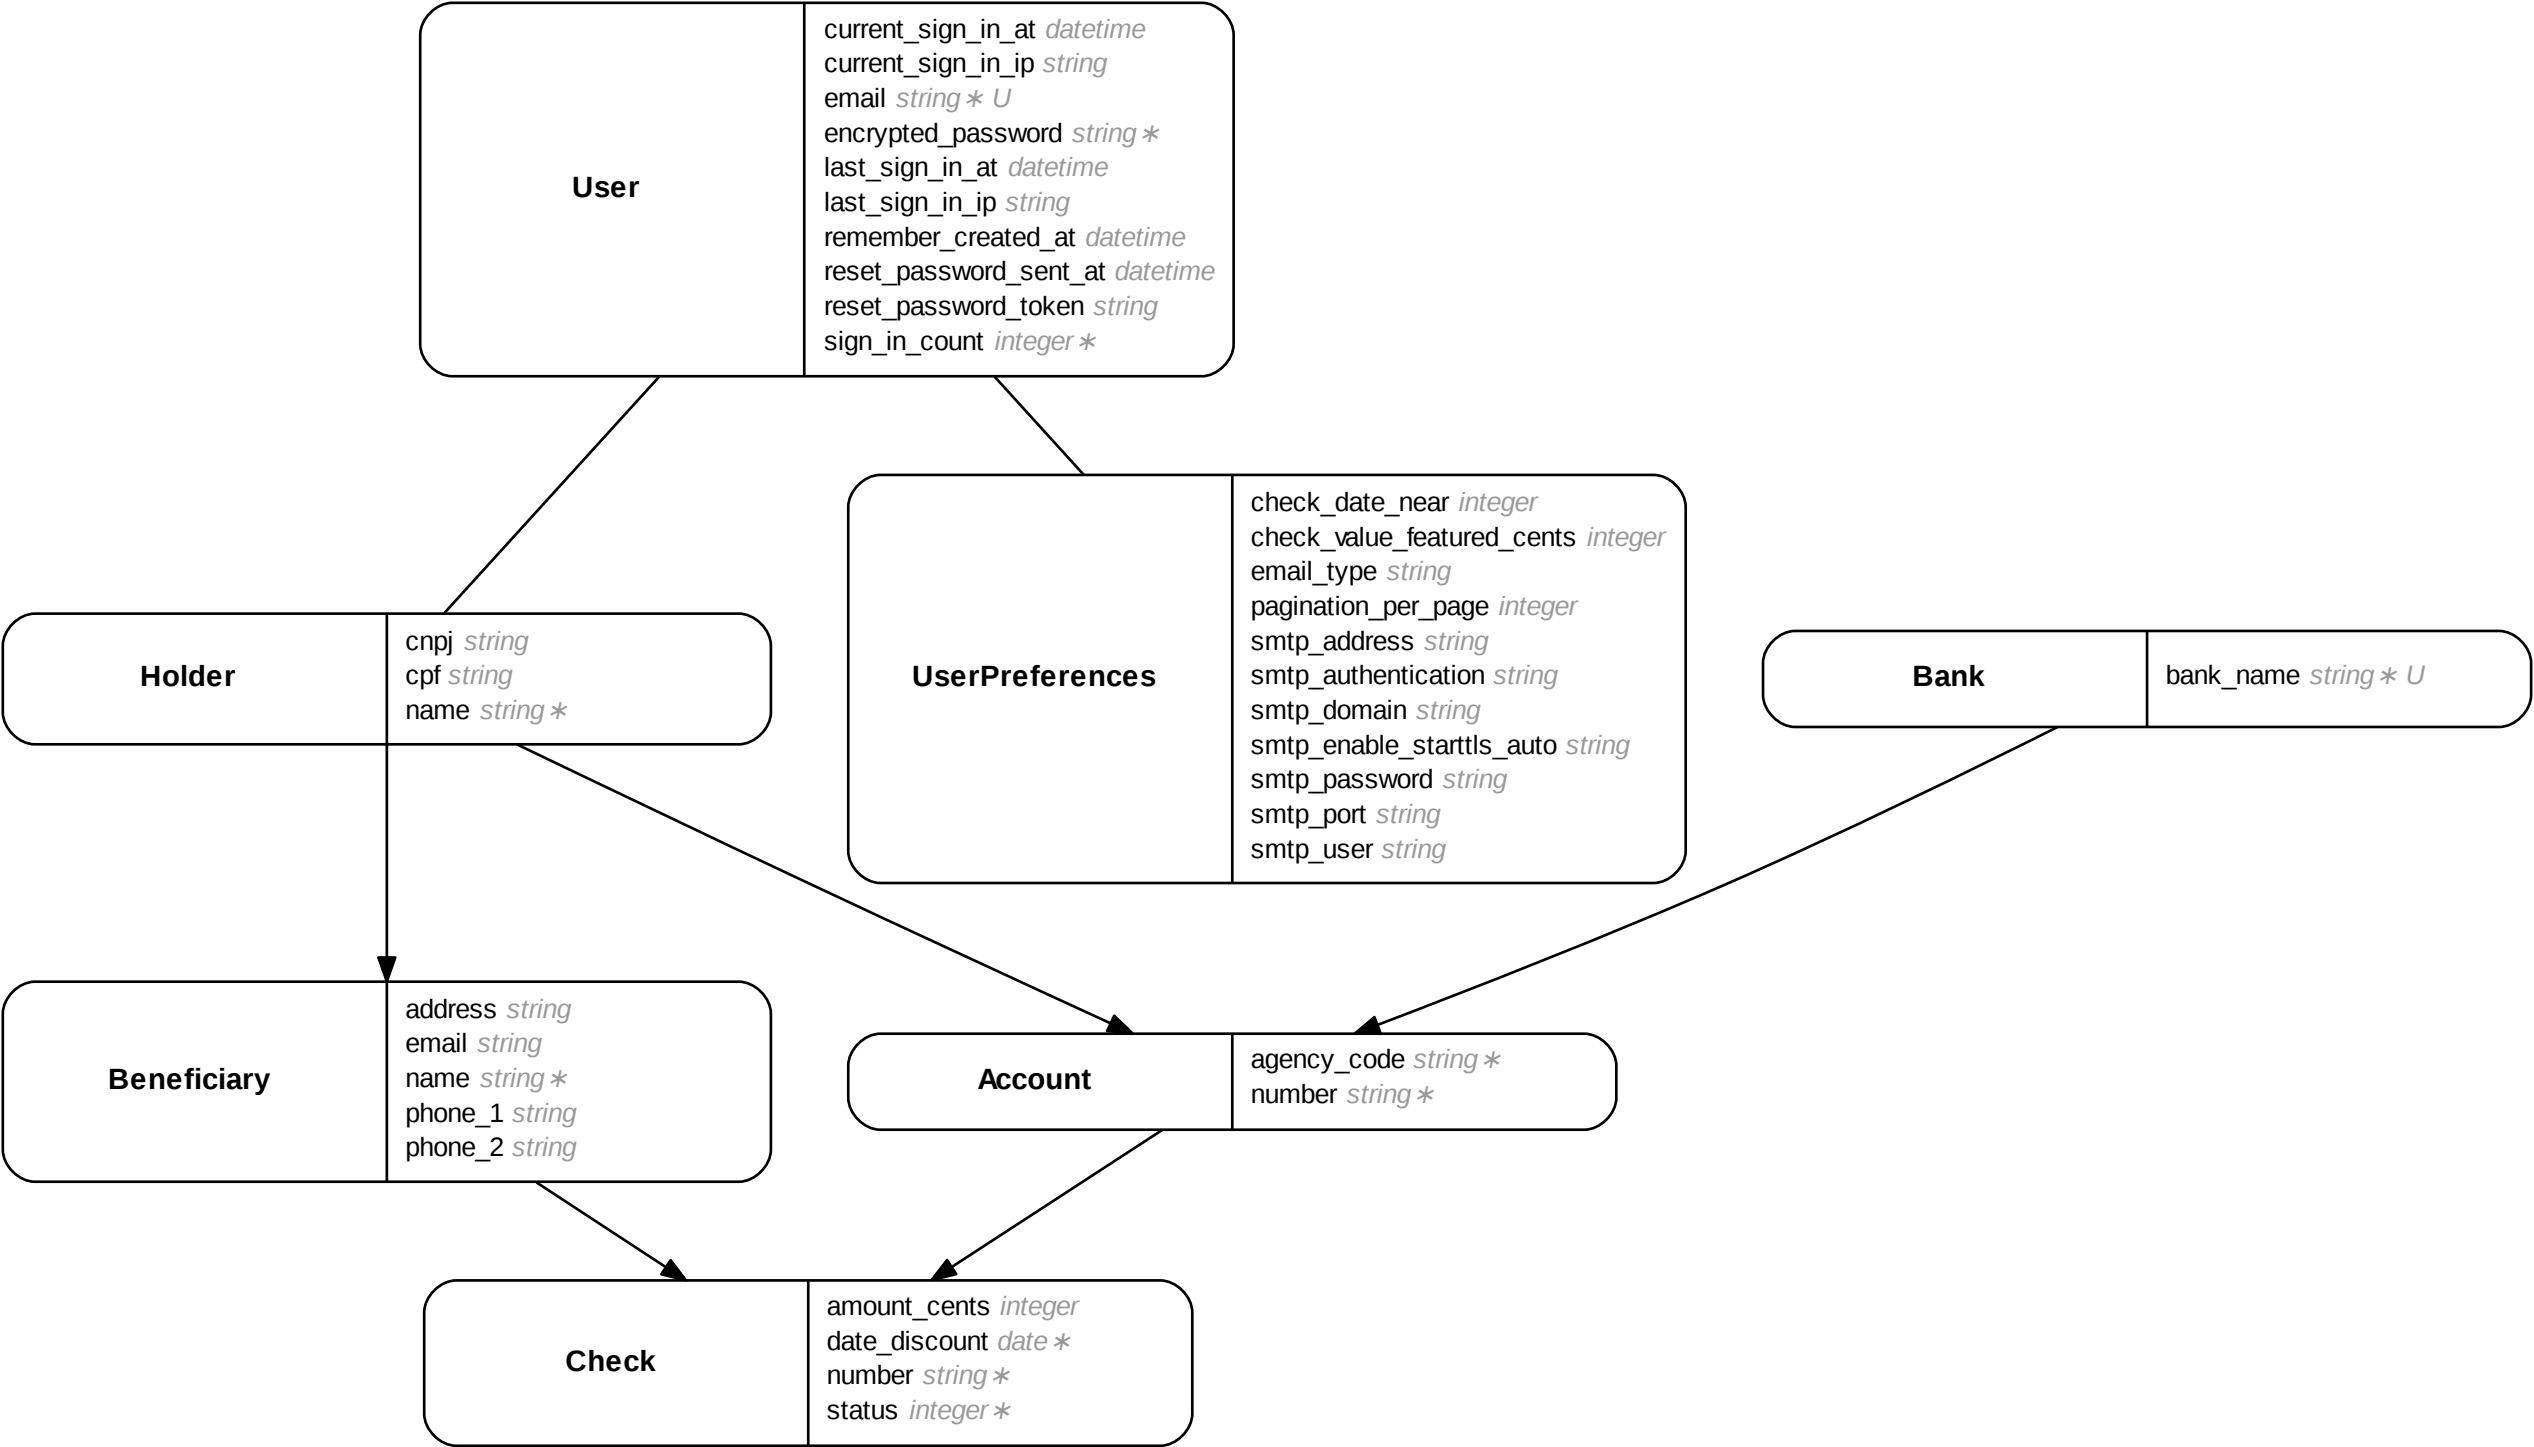 User
current_sign_in_at datetime
current_sign_in_ip string
email string∗ U
encrypted_password string∗
last_sign_in_at datetime
last_sign_in_ip string
remember_created_at datetime
reset_password_sent_at datetime
reset_password_token string
sign_in_count integer∗
Holder
cnpj string
cpf string
name string∗
UserPreferences
check_date_near integer
check_value_featured_cents integer
email_type string
pagination_per_page integer
smtp_address string
smtp_authentication string
smtp_domain string
smtp_enable_starttls_auto string
smtp_password string
smtp_port string
smtp_user string
Bank
bank_name string∗ U
Beneficiary
address string
email string
name string∗
phone_1 string
phone_2 string
Account
agency_code string∗
number string∗
Check
amount_cents integer
date_discount date∗
number string∗
status integer∗